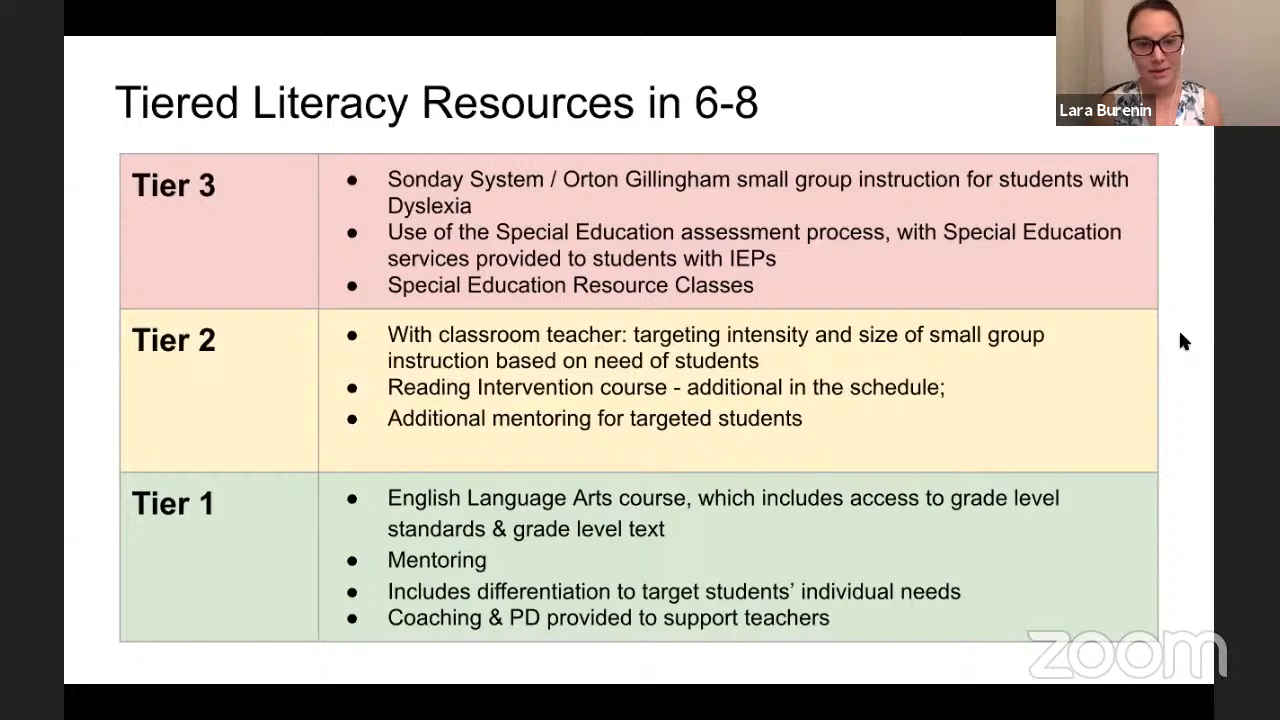 Tiered Literacy Resources in 6-8
Lara Burenin
Tier 3
● Sonday System / Orton Gillingham small group instruction for students with
Dyslexia
● Use of the Special Education assessment process, with Special Education
services provided to students with IEPs
● Special Education Resource Classes
Tier 2
● With classroom teacher: targeting intensity and size of small group
instruction based on need of students
● Reading Intervention course - additional in the schedule;
● Additional mentoring for targeted students
Tier 1
● English Language Arts course, which includes access to grade level
standards & grade level text
● Mentoring
● Includes differentiation to target students’ individual needs
● Coaching & PD provided to support teachers
zoom